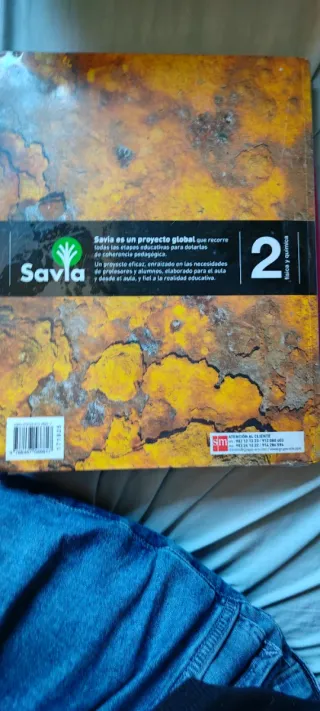 Savia
Savia es un proyecto global que recorre
todas las etapas educativas para dotarlas
de coherencia pedagógica.
Un proyecto eficaz, enraizado en las necesidades
de profesores y alumnos, elaborado para el aula
y desde el aula, y fiel a la realidad educativa.
2
física y química
175928
sm
ATENCIÓN AL CLIENTE